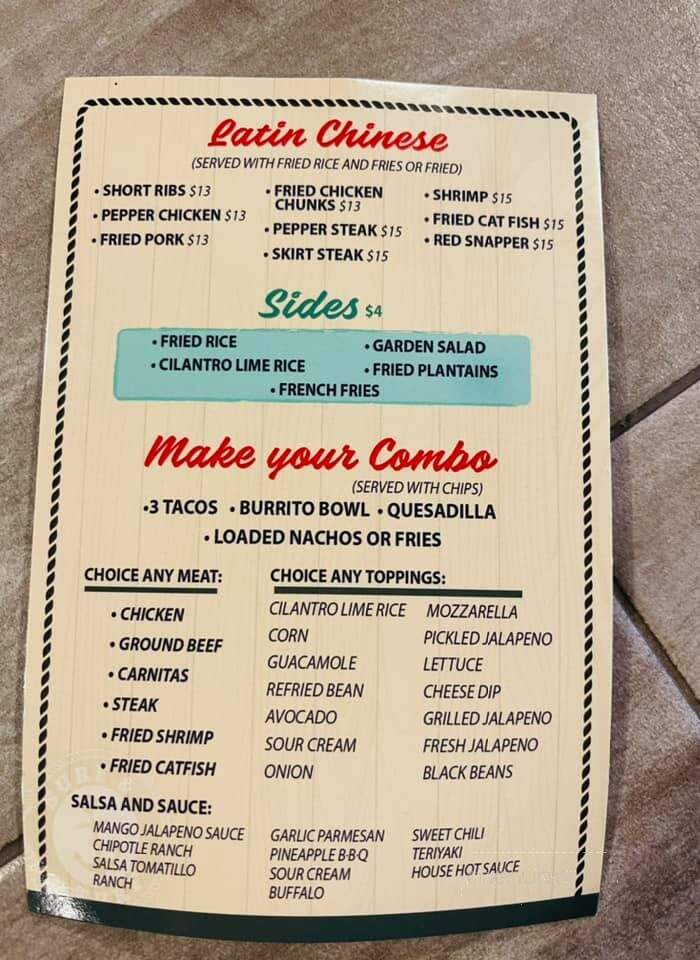 Latin Chinese
(SERVED WITH FRIED RICE AND FRIES OR FRIED)
• SHORT RIBS $13
• PEPPER CHICKEN $13
• FRIED PORK $13
• FRIED CHICKEN
CHUNKS $13
• PEPPER STEAK $15
• SKIRT STEAK $15
• SHRIMP $15
• FRIED CAT FISH $15
• RED SNAPPER $15
Sides $4
• FRIED RICE
• CILANTRO LIME RICE
• GARDEN SALAD
• FRIED PLANTAINS
• FRENCH FRIES
Make your Combo
(SERVED WITH CHIPS)
•3 TACOS • BURRITO BOWL • QUESADILLA
• LOADED NACHOS OR FRIES
CHOICE ANY MEAT:
• CHICKEN
• GROUND BEEF
• CARNITAS
• STEAK
• FRIED SHRIMP
• FRIED CATFISH
CHOICE ANY TOPPINGS:
CILANTRO LIME RICE
CORN
GUACAMOLE
REFRIED BEAN
AVOCADO
SOUR CREAM
ONION
MOZZARELLA
PICKLED JALAPENO
LETTUCE
CHEESE DIP
GRILLED JALAPENO
FRESH JALAPENO
BLACK BEANS
SALSA AND SAUCE:
MANGO JALAPENO SAUCE
CHIPOTLE RANCH
SALSA TOMATILLO
RANCH
GARLIC PARMESAN
PINEAPPLE B·B·Q
SOUR CREAM
BUFFALO
SWEET CHILI
TERIYAKI
HOUSE HOT SAUCE